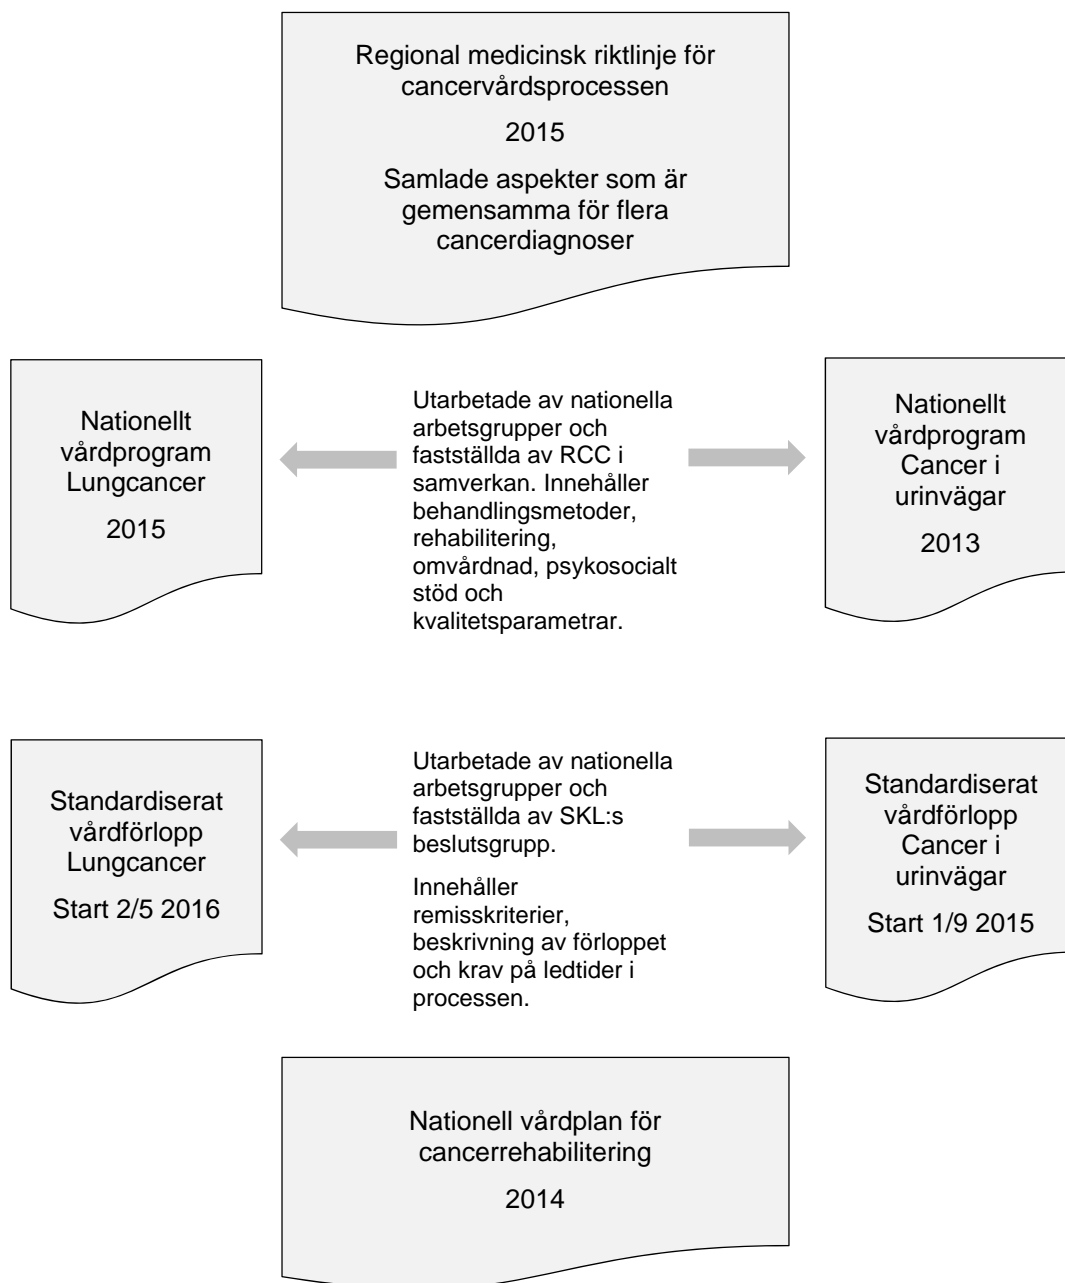 Regional medicinsk riktlinje för
cancervårdsprocessen
2015
Samlade aspekter som är
gemensamma för flera
cancerdiagnoser
Nationellt
vårdprogram
Lungcancer
2015
Utarbetade av nationella
arbetsgrupper och
fastställda av RCC i
samverkan. Innehåller
behandlingsmetoder,
rehabilitering,
omvårdnad, psykosocialt
stöd och
kvalitetsparametrar.
Nationellt
vårdprogram
Cancer i
urinvägar
2013
Standardiserat
vårdförlopp
Lungcancer
Start 2/5 2016
Utarbetade av nationella
arbetsgrupper och
fastställda av SKL:s
beslutsgrupp.
Innehåller
remisskriterier,
beskrivning av förloppet
och krav på ledtider i
processen.
Standardiserat
vårdförlopp
Cancer i
urinvägar
Start 1/9 2015
Nationell vårdplan för
cancerrehabilitering
2014